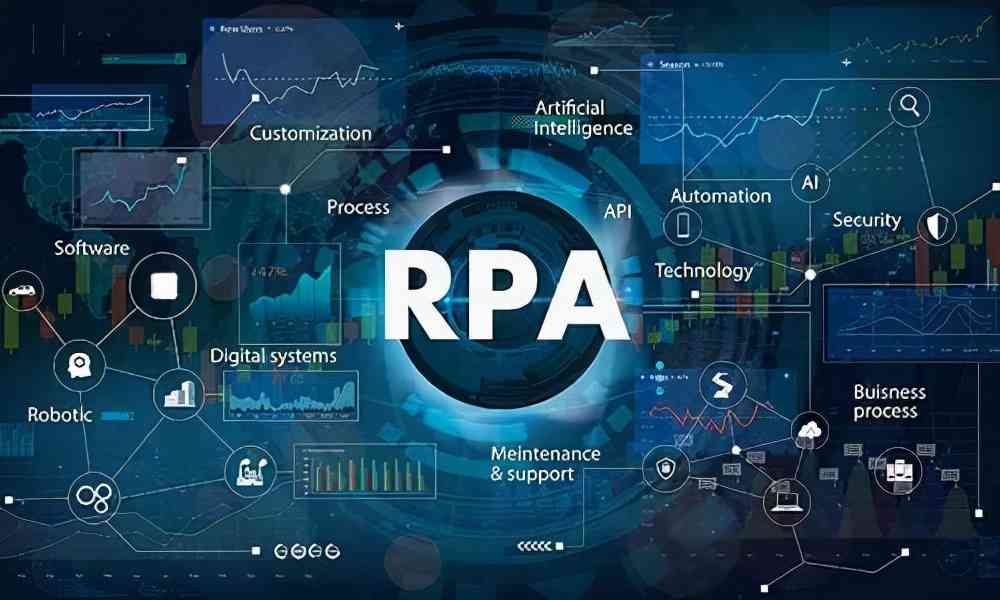 Customization
Artificial
Intelligence
Process
API
Automation
AI
Security
Software
Technology
RPA
Digital systems
Robotic
Buisness
process
Meintenance
& support